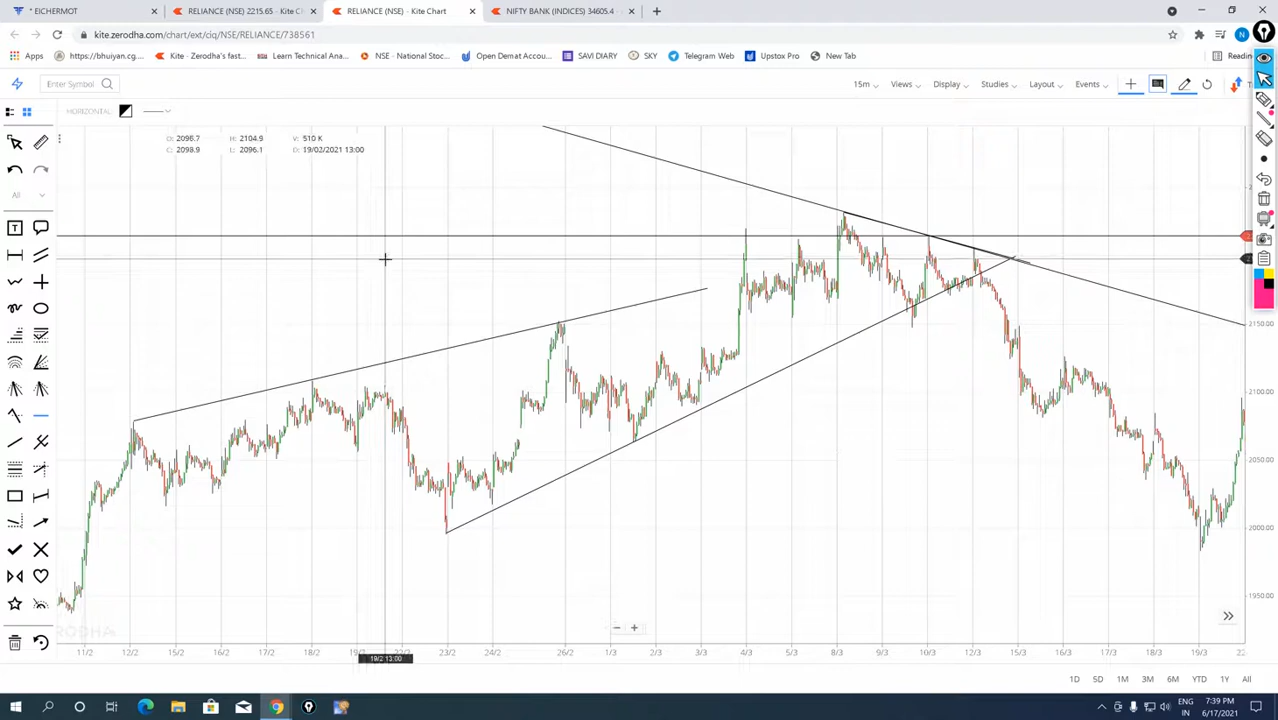 * EICHERMOT
RELIANCE (NSE) 2215.65 - Kite C
RELIANCE (NSE) - Kite Chart
NIFTY BANK (INDICES) 34605.4
kite.zerodha.com/chart/ext/ciq/NSE/RELIANCE/738561
N
Apps
https://bhuiyan.cg....
Kite - Zerodha's fast...
Learn Technical Ana...
NSE - National Stoc...
Open Demat Accou...
SAVI DIARY
SKY
Telegram Web
Upstox Pro
New Tab
Reading
Enter Symbol
15m
Views
Display
Studies
Layout
Events
T
HORIZONTAL
O: 2096.7 H: 2104.9 V: 510 K
C: 2098.9 L: 2096.1 D: 19/02/2021 13:00
All
T
2150.00
2100.00
2050.00
2000.00
1950.00
11/2 12/2 15/2 16/2 17/2 18/2 19/2 22/2 23/2 24/2 26/2 1/3 2/3 3/3 4/3 5/3 8/3 9/3 10/3 12/3 15/3 16/3 17/3 18/3 19/3 22
19/2 13:00
1D 5D 1M 3M 6M YTD 1Y All
ENG
IN
7:39 PM
6/17/2021